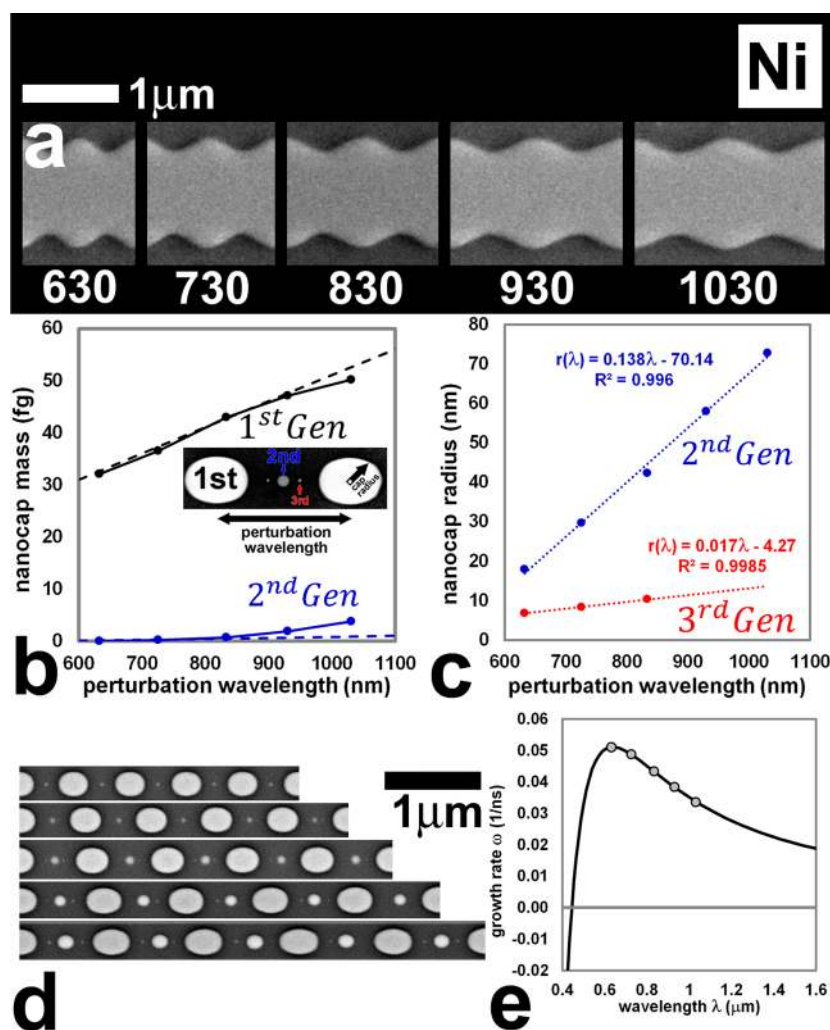 Ni
1μm
a
630 730 830 930 1030
60
50
40
30
20
10
0
nanocap mass (fg)
1st Gen
2nd
1st
3rd
cap radius
perturbation wavelength
2nd Gen
600 700 800 900 1000 1100
perturbation wavelength (nm)
b
80
70
60
50
40
30
20
10
0
nanocap radius (nm)
r(λ) = 0.138λ - 70.14
R² = 0.996
2nd Gen
r(λ) = 0.017λ - 4.27
R² = 0.9985
3rd Gen
600 700 800 900 1000 1100
perturbation wavelength (nm)
c
1μm
d
0.06
0.05
0.04
0.03
0.02
0.01
0.00
-0.01
-0.02
growth rate ω (1/ns)
0.4 0.6 0.8 1 1.2 1.4 1.6
wavelength λ (μm)
e